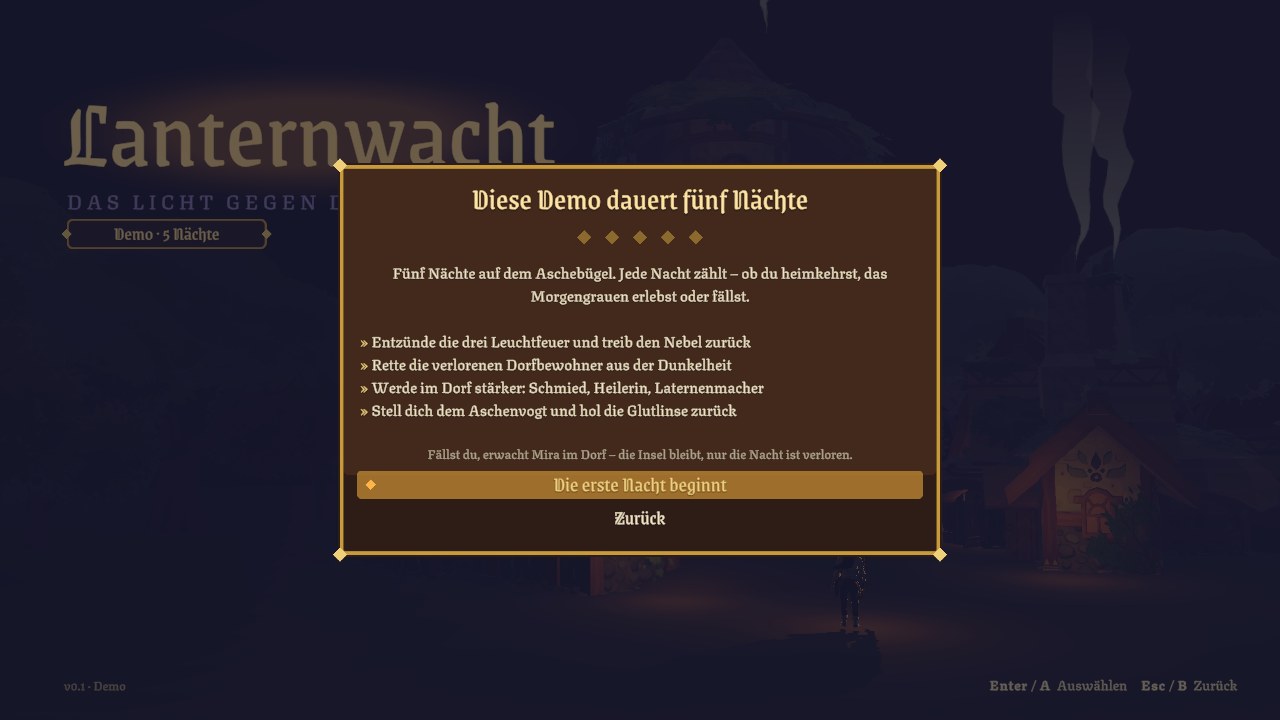 Lanternwacht
DAS LICHT GEGEN
Demo · 5 Nächte
Diese Demo dauert fünf Nächte
Fünf Nächte auf dem Aschebügel. Jede Nacht zählt – ob du heimkehrst, das
Morgengrauen erlebst oder fällst.
» Entzünde die drei Leuchtfeuer und treib den Nebel zurück
» Rette die verlorenen Dorfbewohner aus der Dunkelheit
» Werde im Dorf stärker: Schmied, Heilerin, Laternenmacher
» Stell dich dem Aschenvogt und hol die Glutlinse zurück
Fällst du, erwacht Mira im Dorf – die Insel bleibt, nur die Nacht ist verloren.
Die erste Nacht beginnt
Zurück
v0.1 · Demo
Enter / A Auswählen Esc / B Zurück